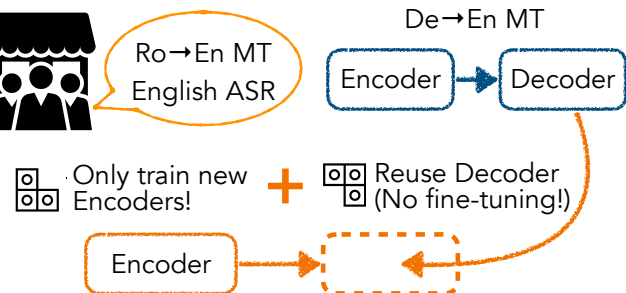 De→En MT
Ro→En MT
English ASR
Encoder
Decoder
Only train new
Encoders!
+
Reuse Decoder
(No fine-tuning!)
Encoder